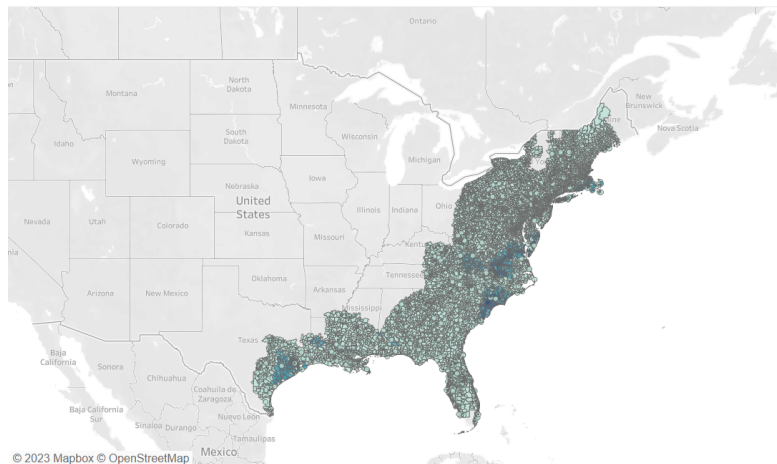 Ontario
Montana
North
Dakota
Minnesota
New
Brunswick
Nova Scotia
Idaho
South
Dakota
Wisconsin
Michigan
Wyoming
Iowa
Nebraska
United
States
Nevada
Utah
Colorado
Kansas
Missouri
Illinois
Indiana
Ohio
Arizona
New Mexico
Oklahoma
Arkansas
Tennessee
Mississippi
Texas
Baja
California
Sonora
Chihuahua
Coahuila de
Zaragoza
Baja California
Sur
Sinaloa
Durango
Nuevo León
Tamaulipas
Mexico
© 2023 Mapbox © OpenStreetMap